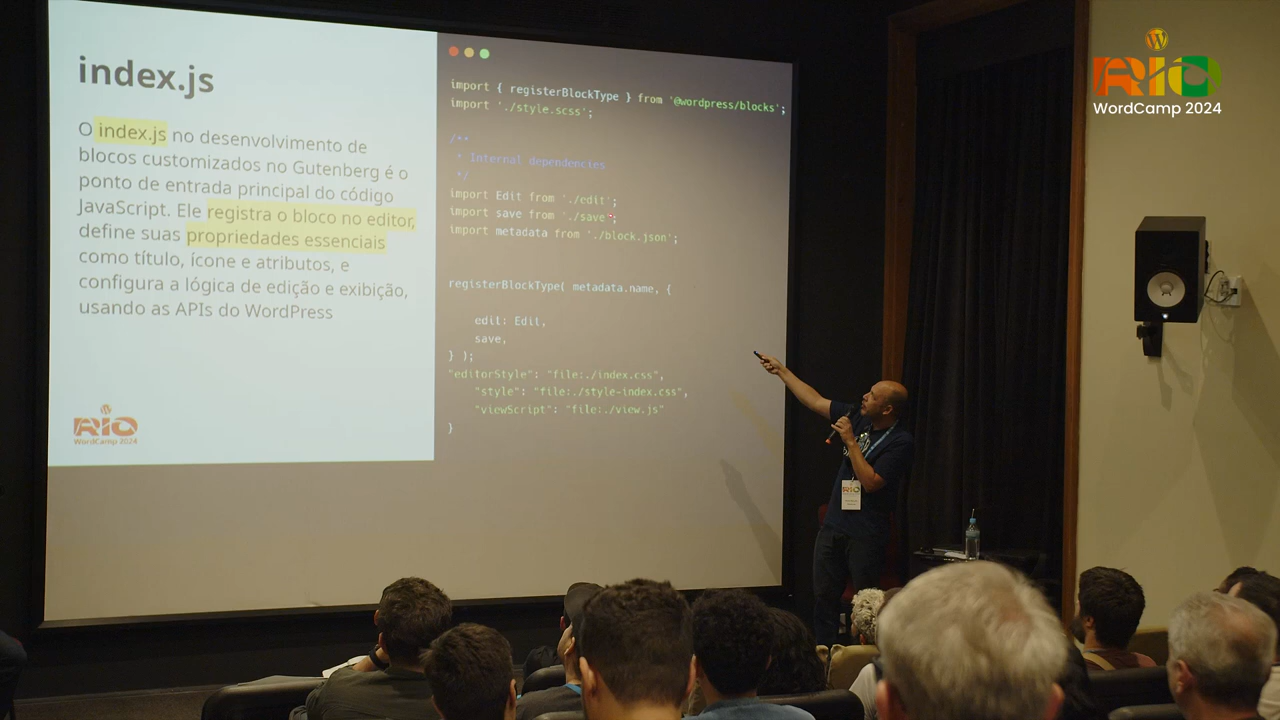 index.js
O index.js no desenvolvimento de
blocos customizados no Gutenberg é o
ponto de entrada principal do código
JavaScript. Ele registra o bloco no editor,
define suas propriedades essenciais
como título, ícone e atributos, e
configura a lógica de edição e exibição,
usando as APIs do WordPress
RIO
WordCamp 2024
import { registerBlockType } from '@wordpress/blocks';
import './style.scss';
/**
* Internal dependencies
*/
import Edit from './edit';
import save from './save';
import metadata from './block.json';
registerBlockType( metadata.name, {
edit: Edit,
save,
} );
"editorStyle": "file:./index.css",
"style": "file:./style-index.css",
"viewScript": "file:./view.js"
}
RIO
WordCamp 2024
RIO